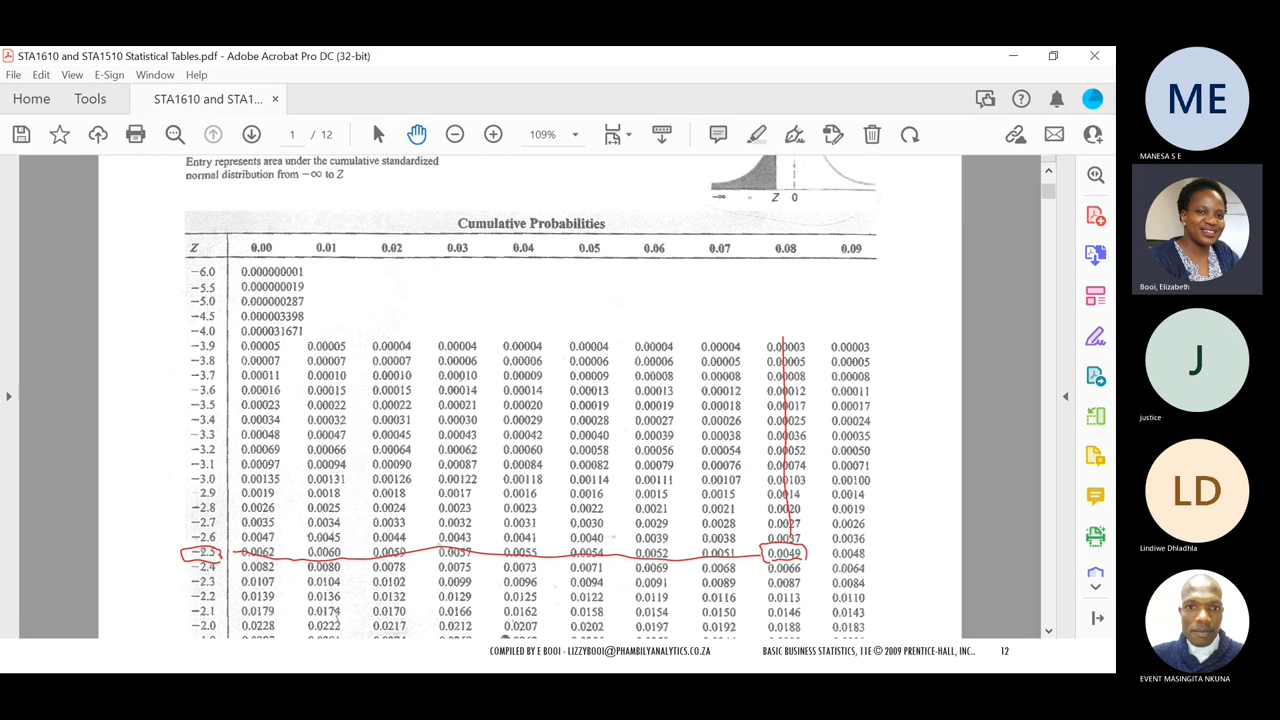 STA1610 and STA1510 Statistical Tables.pdf - Adobe Acrobat Pro DC (32-bit)
File Edit View E-Sign Window Help
Home Tools STA1610 and STA1... ×
1 / 12 109%
Entry represents area under the cumulative standardized
normal distribution from −∞ to Z
−∞ Z 0
Cumulative Probabilities
Z 0.00 0.01 0.02 0.03 0.04 0.05 0.06 0.07 0.08 0.09
−6.0 0.000000001
−5.5 0.000000019
−5.0 0.000000287
−4.5 0.000003398
−4.0 0.000031671
−3.9 0.00005 0.00005 0.00004 0.00004 0.00004 0.00004 0.00004 0.00004 0.00003 0.00003
−3.8 0.00007 0.00007 0.00007 0.00006 0.00006 0.00006 0.00006 0.00005 0.00005 0.00005
−3.7 0.00011 0.00010 0.00010 0.00010 0.00009 0.00009 0.00008 0.00008 0.00008 0.00008
−3.6 0.00016 0.00015 0.00015 0.00014 0.00014 0.00013 0.00013 0.00012 0.00012 0.00011
−3.5 0.00023 0.00022 0.00022 0.00021 0.00020 0.00019 0.00019 0.00018 0.00017 0.00017
−3.4 0.00034 0.00032 0.00031 0.00030 0.00029 0.00028 0.00027 0.00026 0.00025 0.00024
−3.3 0.00048 0.00047 0.00045 0.00043 0.00042 0.00040 0.00039 0.00038 0.00036 0.00035
−3.2 0.00069 0.00066 0.00064 0.00062 0.00060 0.00058 0.00056 0.00054 0.00052 0.00050
−3.1 0.00097 0.00094 0.00090 0.00087 0.00084 0.00082 0.00079 0.00076 0.00074 0.00071
−3.0 0.00135 0.00131 0.00126 0.00122 0.00118 0.00114 0.00111 0.00107 0.00103 0.00100
−2.9 0.0019 0.0018 0.0018 0.0017 0.0016 0.0016 0.0015 0.0015 0.0014 0.0014
−2.8 0.0026 0.0025 0.0024 0.0023 0.0023 0.0022 0.0021 0.0021 0.0020 0.0019
−2.7 0.0035 0.0034 0.0033 0.0032 0.0031 0.0030 0.0029 0.0028 0.0027 0.0026
−2.6 0.0047 0.0045 0.0044 0.0043 0.0041 0.0040 0.0039 0.0038 0.0037 0.0036
−2.5 0.0062 0.0060 0.0059 0.0057 0.0055 0.0054 0.0052 0.0051 0.0049 0.0048
−2.4 0.0082 0.0080 0.0078 0.0075 0.0073 0.0071 0.0069 0.0068 0.0066 0.0064
−2.3 0.0107 0.0104 0.0102 0.0099 0.0096 0.0094 0.0091 0.0089 0.0087 0.0084
−2.2 0.0139 0.0136 0.0132 0.0129 0.0125 0.0122 0.0119 0.0116 0.0113 0.0110
−2.1 0.0179 0.0174 0.0170 0.0166 0.0162 0.0158 0.0154 0.0150 0.0146 0.0143
−2.0 0.0228 0.0222 0.0217 0.0212 0.0207 0.0202 0.0197 0.0192 0.0188 0.0183
COMPILED BY E BOOI - LIZZYBOOI@PHAMBILYANALYTICS.CO.ZA BASIC BUSINESS STATISTICS, 11E © 2009 PRENTICE-HALL, INC.. 12
ME
MANESA S E
Booi, Elizabeth
J
justice
LD
Lindiwe Dhladhla
EVENT MASINGITA NKUNA